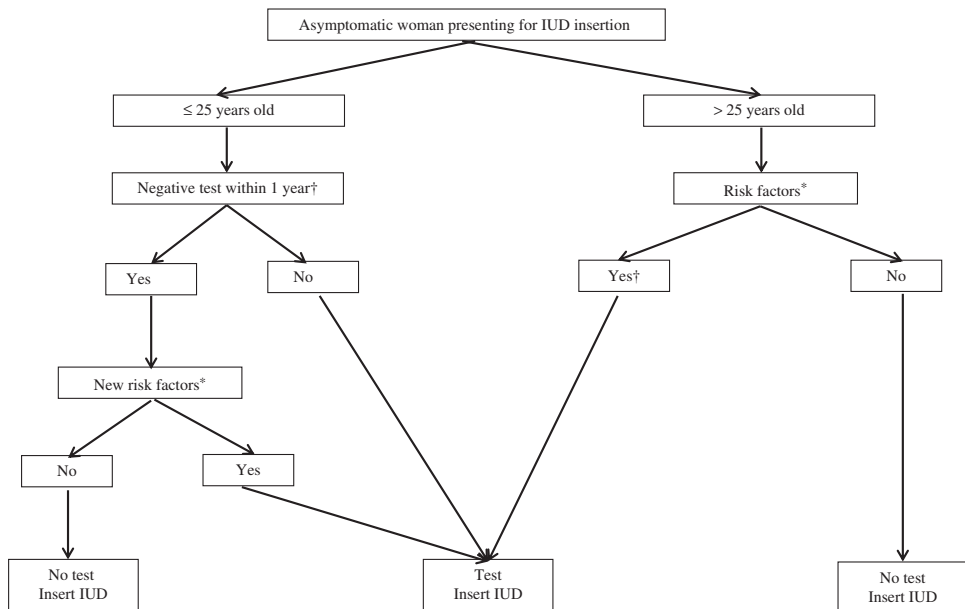 Asymptomatic woman presenting for IUD insertion
≤ 25 years old
> 25 years old
Negative test within 1 year†
Risk factors*
Yes
No
Yes†
No
New risk factors*
No
Yes
No test
Insert IUD
Test
Insert IUD
No test
Insert IUD